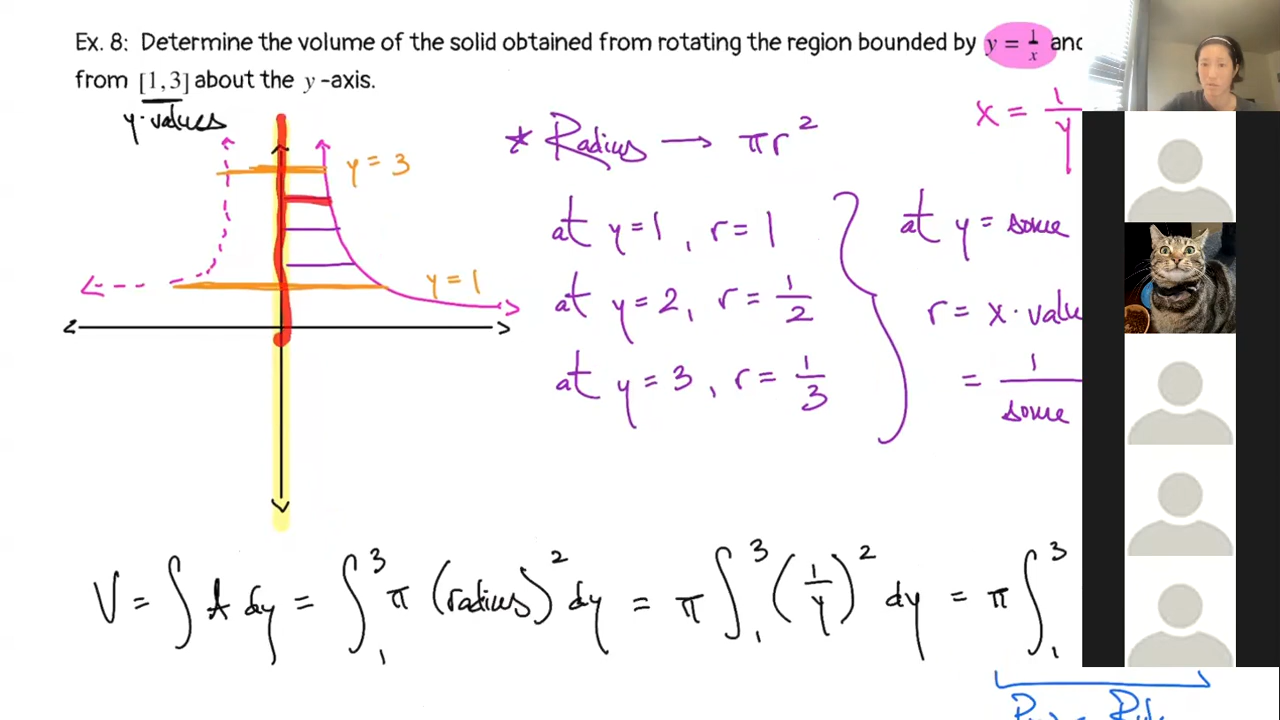 Ex. 8: Determine the volume of the solid obtained from rotating the region bounded by y = 1/x and
from [1,3] about the y-axis.
y-values
x = 1/y
* Radius → πr²
y = 3
y = 1
at y=1, r=1
at y=2, r=1/2
at y=3, r=1/3
at y = some
r = x-valu
= 1/some
V = ∫ A dy = ∫₁³ π (radius)² dy = π ∫₁³ (1/y)² dy = π ∫₁³